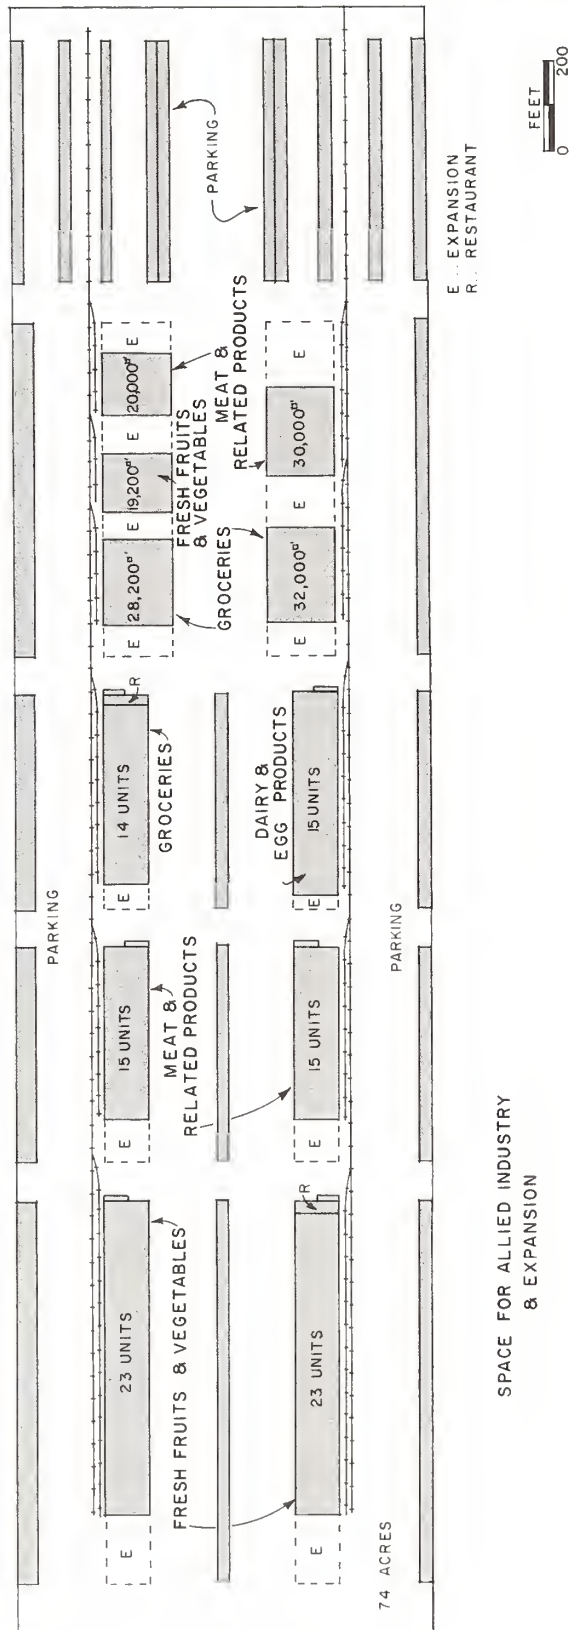 PARKING
E
20,000□'
E
19,200□'
E
28,200□'
E
MEAT &
RELATED PRODUCTS
FRESH FRUITS
& VEGETABLES
GROCERIES
E
30,000□'
E
32,000□'
E
R
14 UNITS
E
GROCERIES
DAIRY &
EGG PRODUCTS
15 UNITS
E
PARKING
PARKING
15 UNITS
E
MEAT &
RELATED PRODUCTS
15 UNITS
E
23 UNITS
E
FRESH FRUITS & VEGETABLES
R
23 UNITS
E
74 ACRES
SPACE FOR ALLIED INDUSTRY
& EXPANSION
E... EXPANSION
R... RESTAURANT
FEET
0 200